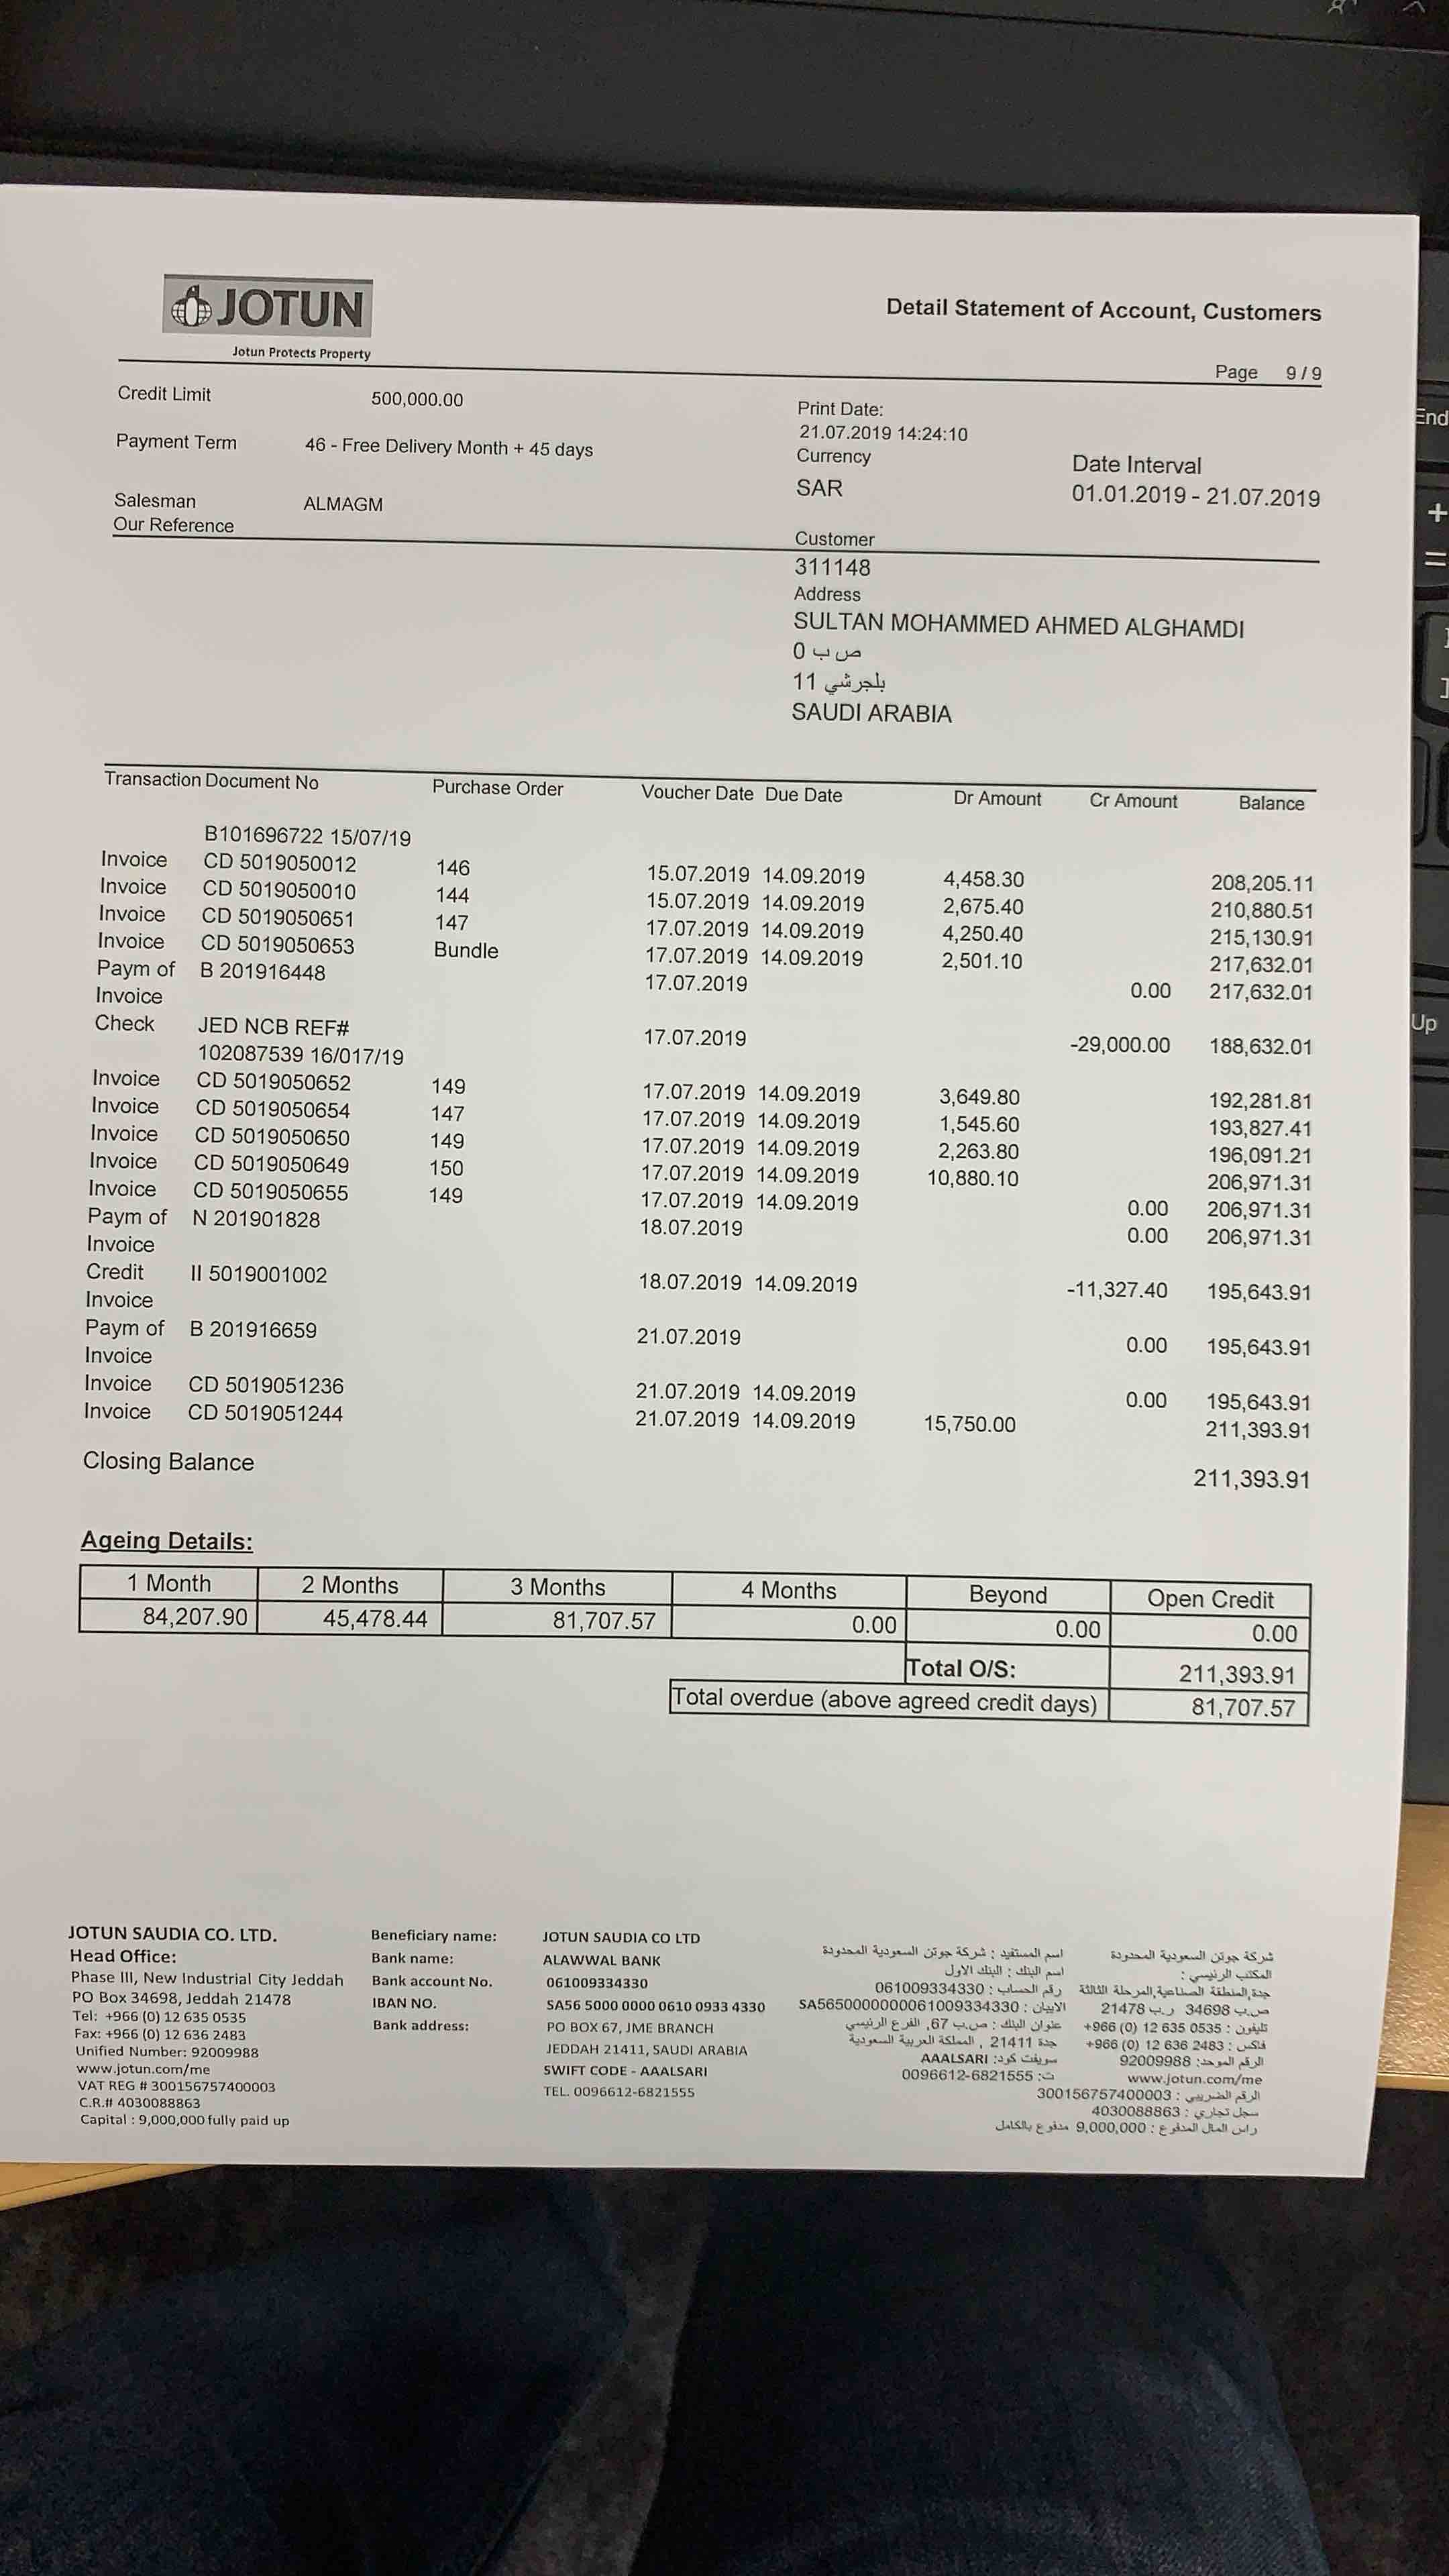 JOTUN
Jotun Protects Property
Detail Statement of Account, Customers
Page 9 / 9
Credit Limit 500,000.00
Payment Term 46 - Free Delivery Month + 45 days
Salesman ALMAGM
Our Reference
Print Date:
21.07.2019 14:24:10
Currency
SAR
Date Interval
01.01.2019 - 21.07.2019
Customer
311148
Address
SULTAN MOHAMMED AHMED ALGHAMDI
ص ب 0
بلجرشي 11
SAUDI ARABIA
Transaction Document No Purchase Order Voucher Date Due Date Dr Amount Cr Amount Balance
B101696722 15/07/19
Invoice CD 5019050012 146 15.07.2019 14.09.2019 4,458.30 208,205.11
Invoice CD 5019050010 144 15.07.2019 14.09.2019 2,675.40 210,880.51
Invoice CD 5019050651 147 17.07.2019 14.09.2019 4,250.40 215,130.91
Invoice CD 5019050653 Bundle 17.07.2019 14.09.2019 2,501.10 217,632.01
Paym of B 201916448 17.07.2019 0.00 217,632.01
Invoice
Check JED NCB REF# 17.07.2019 -29,000.00 188,632.01
102087539 16/017/19
Invoice CD 5019050652 149 17.07.2019 14.09.2019 3,649.80 192,281.81
Invoice CD 5019050654 147 17.07.2019 14.09.2019 1,545.60 193,827.41
Invoice CD 5019050650 149 17.07.2019 14.09.2019 2,263.80 196,091.21
Invoice CD 5019050649 150 17.07.2019 14.09.2019 10,880.10 206,971.31
Invoice CD 5019050655 149 17.07.2019 14.09.2019 0.00 206,971.31
Paym of N 201901828 18.07.2019 0.00 206,971.31
Invoice
Credit II 5019001002 18.07.2019 14.09.2019 -11,327.40 195,643.91
Invoice
Paym of B 201916659 21.07.2019 0.00 195,643.91
Invoice
Invoice CD 5019051236 21.07.2019 14.09.2019 0.00 195,643.91
Invoice CD 5019051244 21.07.2019 14.09.2019 15,750.00 211,393.91
Closing Balance 211,393.91
Ageing Details:
1 Month 2 Months 3 Months 4 Months Beyond Open Credit
84,207.90 45,478.44 81,707.57 0.00 0.00 0.00
Total O/S: 211,393.91
Total overdue (above agreed credit days) 81,707.57
JOTUN SAUDIA CO. LTD.
Head Office:
Phase III, New Industrial City Jeddah
PO Box 34698, Jeddah 21478
Tel: +966 (0) 12 635 0535
Fax: +966 (0) 12 636 2483
Unified Number: 92009988
www.jotun.com/me
VAT REG # 300156757400003
C.R.# 4030088863
Capital : 9,000,000 fully paid up
Beneficiary name: JOTUN SAUDIA CO LTD
Bank name: ALAWWAL BANK
Bank account No. 061009334330
IBAN NO. SA56 5000 0000 0610 0933 4330
Bank address: PO BOX 67, JME BRANCH
JEDDAH 21411, SAUDI ARABIA
SWIFT CODE - AAALSARI
TEL. 0096612-6821555
اسم المستفيد : شركة جوتن السعودية المحدودة
اسم البنك : البنك الاول
رقم الحساب : 061009334330
الايبان : SA5650000000061009334330
عنوان البنك : ص.ب 67, الفرع الرئيسي
جدة 21411 , المملكة العربية السعودية
سويفت كود: AAALSARI
ت: 0096612-6821555
شركة جوتن السعودية المحدودة
المكتب الرئيسي :
جدة,المنطقة الصناعية,المرحلة الثالثة
ص.ب 34698 ر.ب 21478
تليفون : +966 (0) 12 635 0535
فاكس : +966 (0) 12 636 2483
الرقم الموحد: 92009988
www.jotun.com/me
الرقم الضريبي : 300156757400003
سجل تجاري : 4030088863
راس المال المدفوع : 9,000,000 مدفوع بالكامل
End
+
=
Up